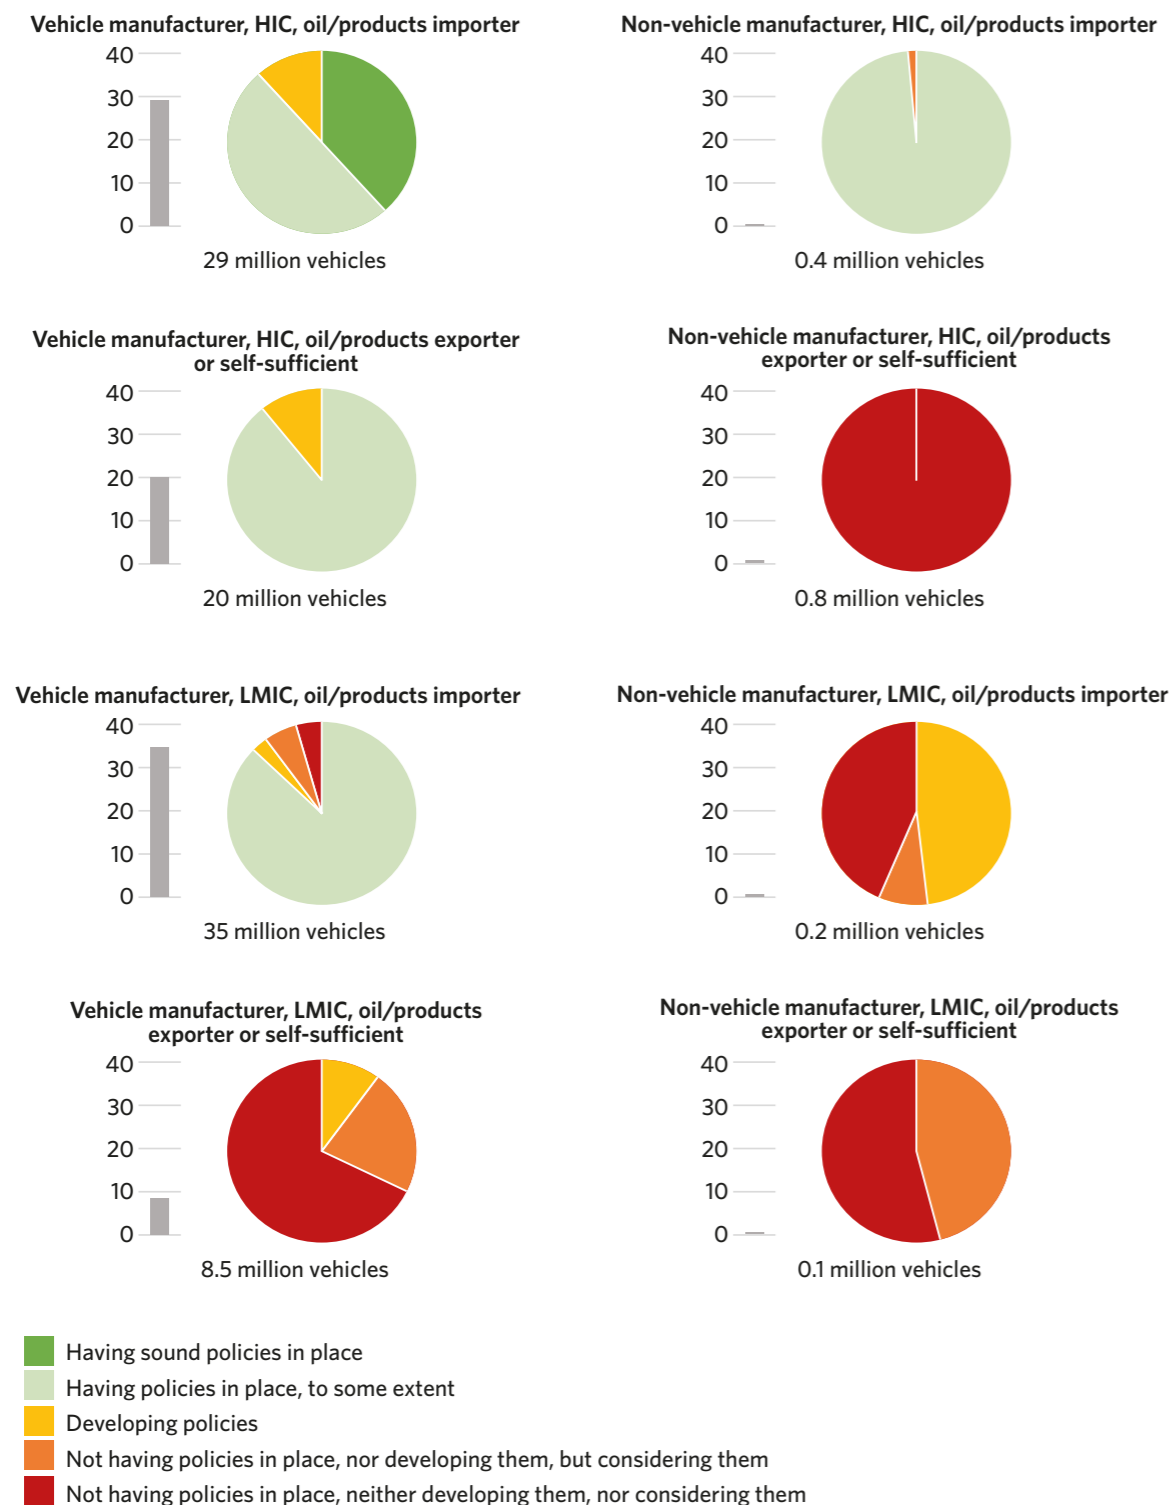 Vehicle manufacturer, HIC, oil/products importer
40
30
20
10
0
29 million vehicles
Non-vehicle manufacturer, HIC, oil/products importer
40
30
20
10
0
0.4 million vehicles
Vehicle manufacturer, HIC, oil/products exporter
or self-sufficient
40
30
20
10
0
20 million vehicles
Non-vehicle manufacturer, HIC, oil/products
exporter or self-sufficient
40
30
20
10
0
0.8 million vehicles
Vehicle manufacturer, LMIC, oil/products importer
40
30
20
10
0
35 million vehicles
Non-vehicle manufacturer, LMIC, oil/products importer
40
30
20
10
0
0.2 million vehicles
Vehicle manufacturer, LMIC, oil/products
exporter or self-sufficient
40
30
20
10
0
8.5 million vehicles
Non-vehicle manufacturer, LMIC, oil/products
exporter or self-sufficient
40
30
20
10
0
0.1 million vehicles
Having sound policies in place
Having policies in place, to some extent
Developing policies
Not having policies in place, nor developing them, but considering them
Not having policies in place, neither developing them, nor considering them